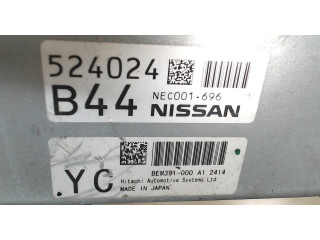 524024
B44 NEC001-696
NISSAN
.YC
BEM391-000 A1 2414
Hitachi Automotive Systems Ltd
MADE IN JAPAN